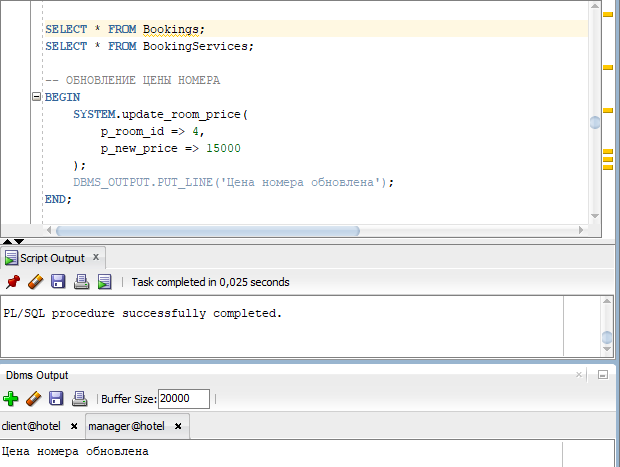 SELECT * FROM Bookings;
SELECT * FROM BookingServices;
-- ОБНОВЛЕНИЕ ЦЕНЫ НОМЕРА
BEGIN
SYSTEM.update_room_price(
p_room_id => 4,
p_new_price => 15000
);
DBMS_OUTPUT.PUT_LINE('Цена номера обновлена');
END;
Script Output
Task completed in 0,025 seconds
PL/SQL procedure successfully completed.
Dbms Output
Buffer Size: 20000
client@hotel manager@hotel
Цена номера обновлена